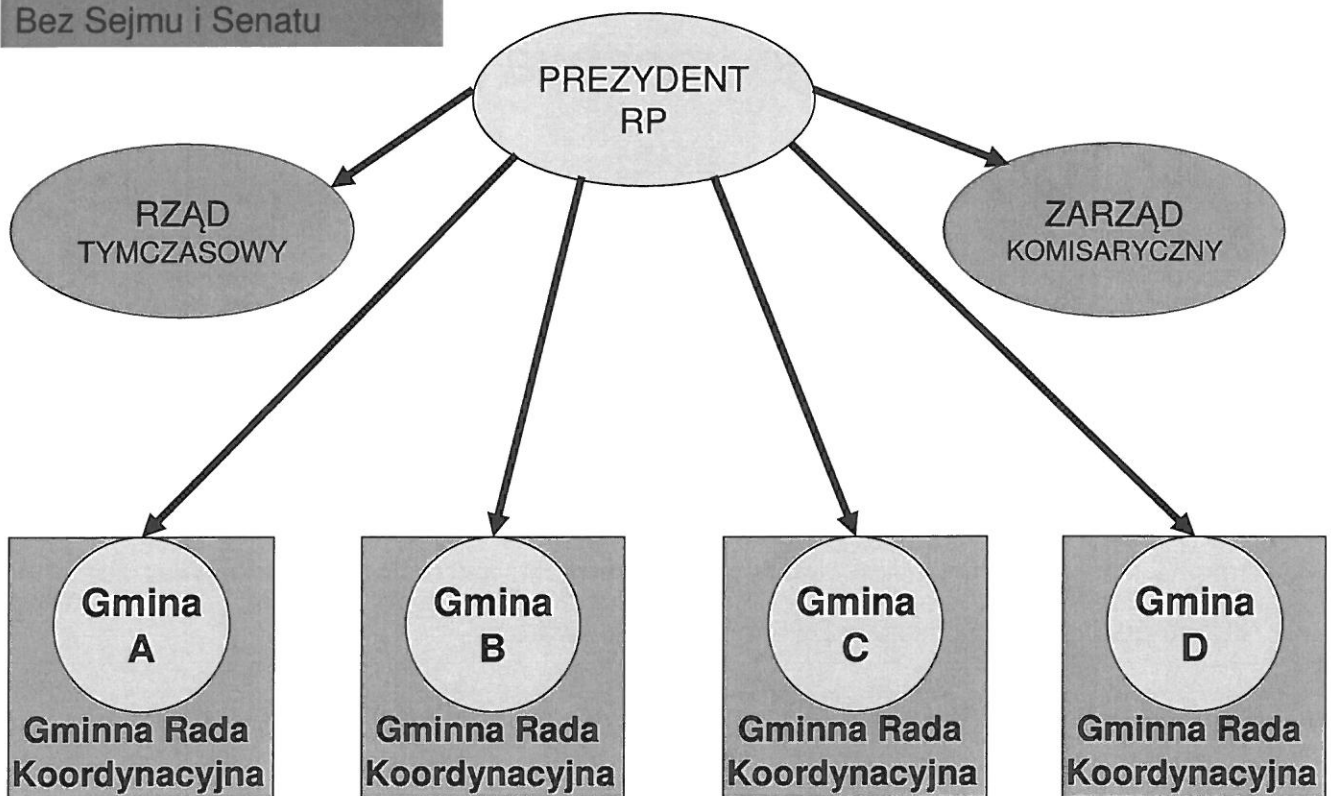 Bez Sejmu i Senatu
PREZYDENT
RP
RZĄD
TYMCZASOWY
ZARZĄD
KOMISARYCZNY
Gmina
A
Gminna Rada
Koordynacyjna
Gmina
B
Gminna Rada
Koordynacyjna
Gmina
C
Gminna Rada
Koordynacyjna
Gmina
D
Gminna Rada
Koordynacyjna